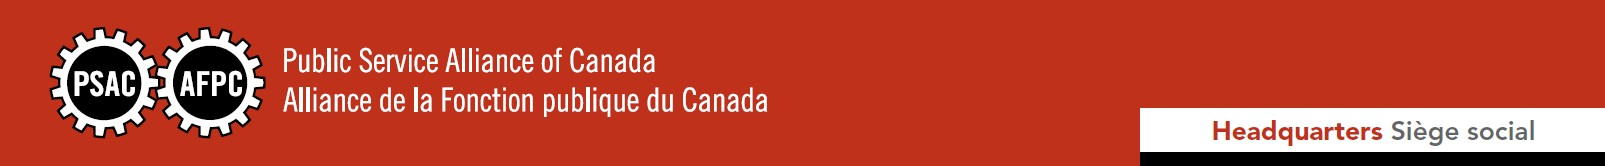 PSAC AFPC
Public Service Alliance of Canada
Alliance de la Fonction publique du Canada
Headquarters Siège social